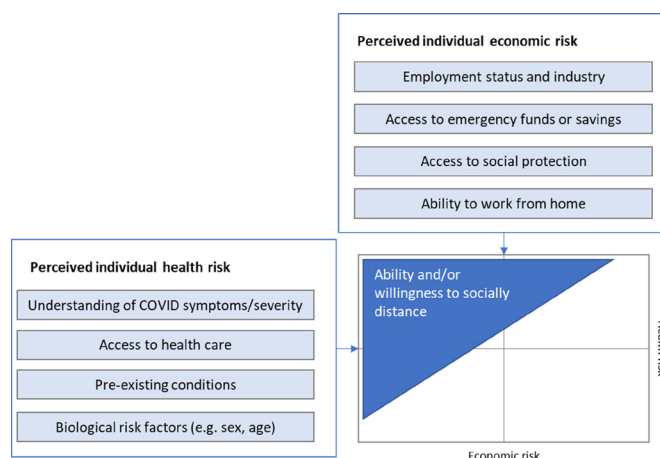 Perceived individual economic risk
Employment status and industry
Access to emergency funds or savings
Access to social protection
Ability to work from home
Perceived individual health risk
Understanding of COVID symptoms/severity
Access to health care
Pre-existing conditions
Biological risk factors (e.g. sex, age)
Ability and/or
willingness to socially
distance
Economic risk